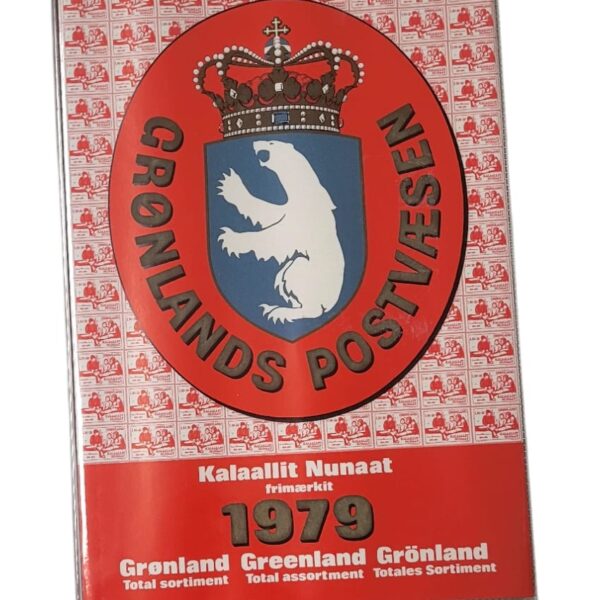 GRØNLANDS POSTVÆSEN
Kalaallit Nunaat
frimærkit
1979
Grønland Greenland Grönland
Total sortiment Total assortment Totales Sortiment